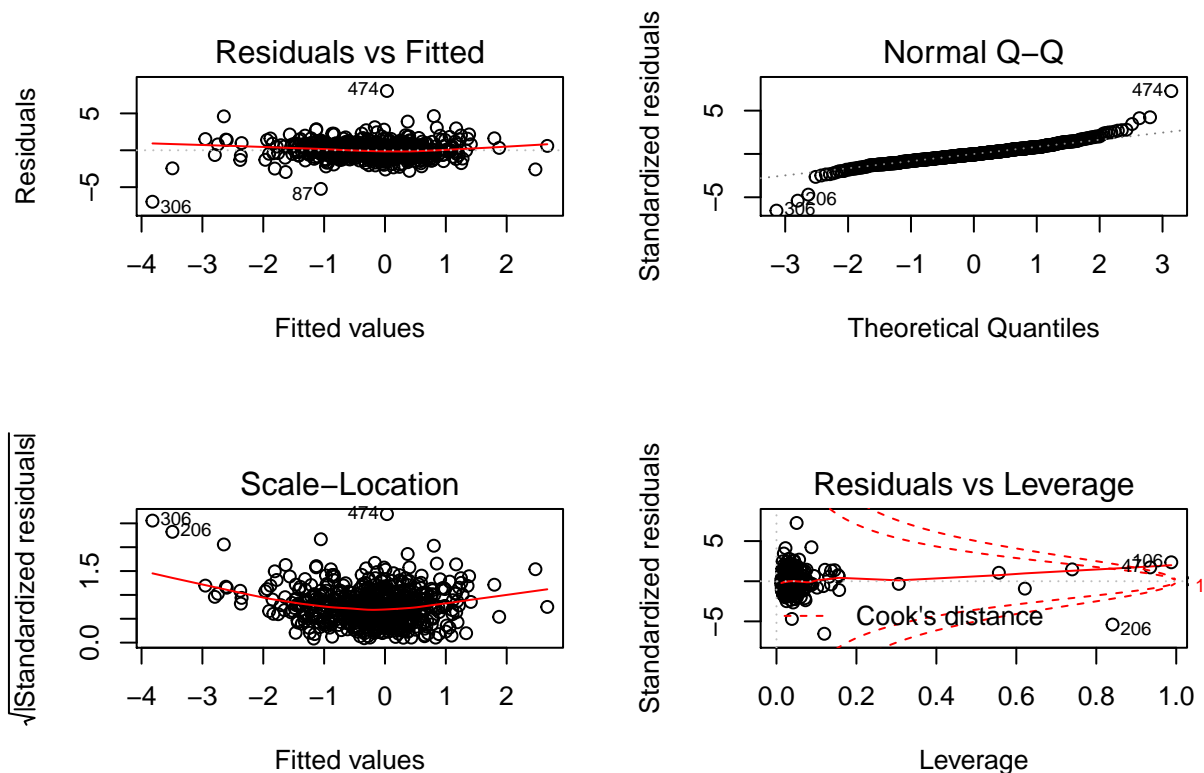 Residuals vs Fitted
Residuals
5
−5
474
87
306
−4 −3 −2 −1 0 1 2
Fitted values
Normal Q−Q
Standardized residuals
5
−5
474
206
306
−3 −2 −1 0 1 2 3
Theoretical Quantiles
Scale−Location
√|Standardized residuals|
1.5
0.0
306
206
474
−4 −3 −2 −1 0 1 2
Fitted values
Residuals vs Leverage
Standardized residuals
5
−5
106
206
Cook's distance
1
0.0 0.2 0.4 0.6 0.8 1.0
Leverage